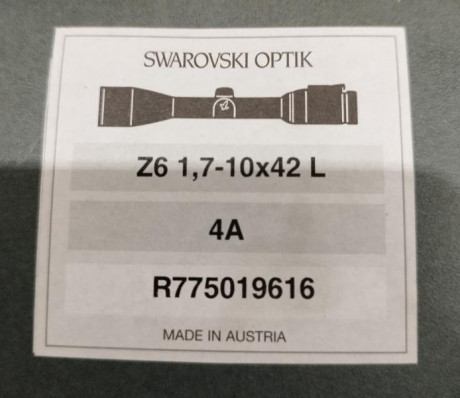 SWAROVSKI OPTIK
Z6 1,7-10x42 L
4A
R775019616
MADE IN AUSTRIA